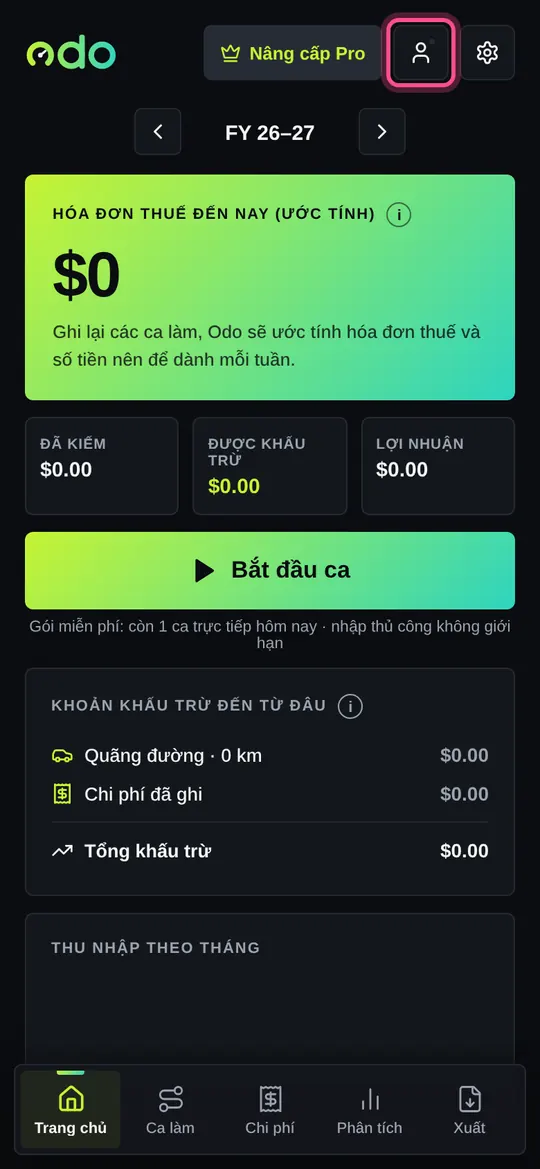 odo
Nâng cấp Pro
FY 26–27
HÓA ĐƠN THUẾ ĐẾN NAY (ƯỚC TÍNH)
$0
Ghi lại các ca làm, Odo sẽ ước tính hóa đơn thuế và
số tiền nên để dành mỗi tuần.
ĐÃ KIẾM
$0.00
ĐƯỢC KHẤU
TRỪ
$0.00
LỢI NHUẬN
$0.00
Bắt đầu ca
Gói miễn phí: còn 1 ca trực tiếp hôm nay · nhập thủ công không giới
hạn
KHOẢN KHẤU TRỪ ĐẾN TỪ ĐÂU
Quãng đường · 0 km $0.00
Chi phí đã ghi $0.00
Tổng khấu trừ $0.00
THU NHẬP THEO THÁNG
Trang chủ
Ca làm
Chi phí
Phân tích
Xuất